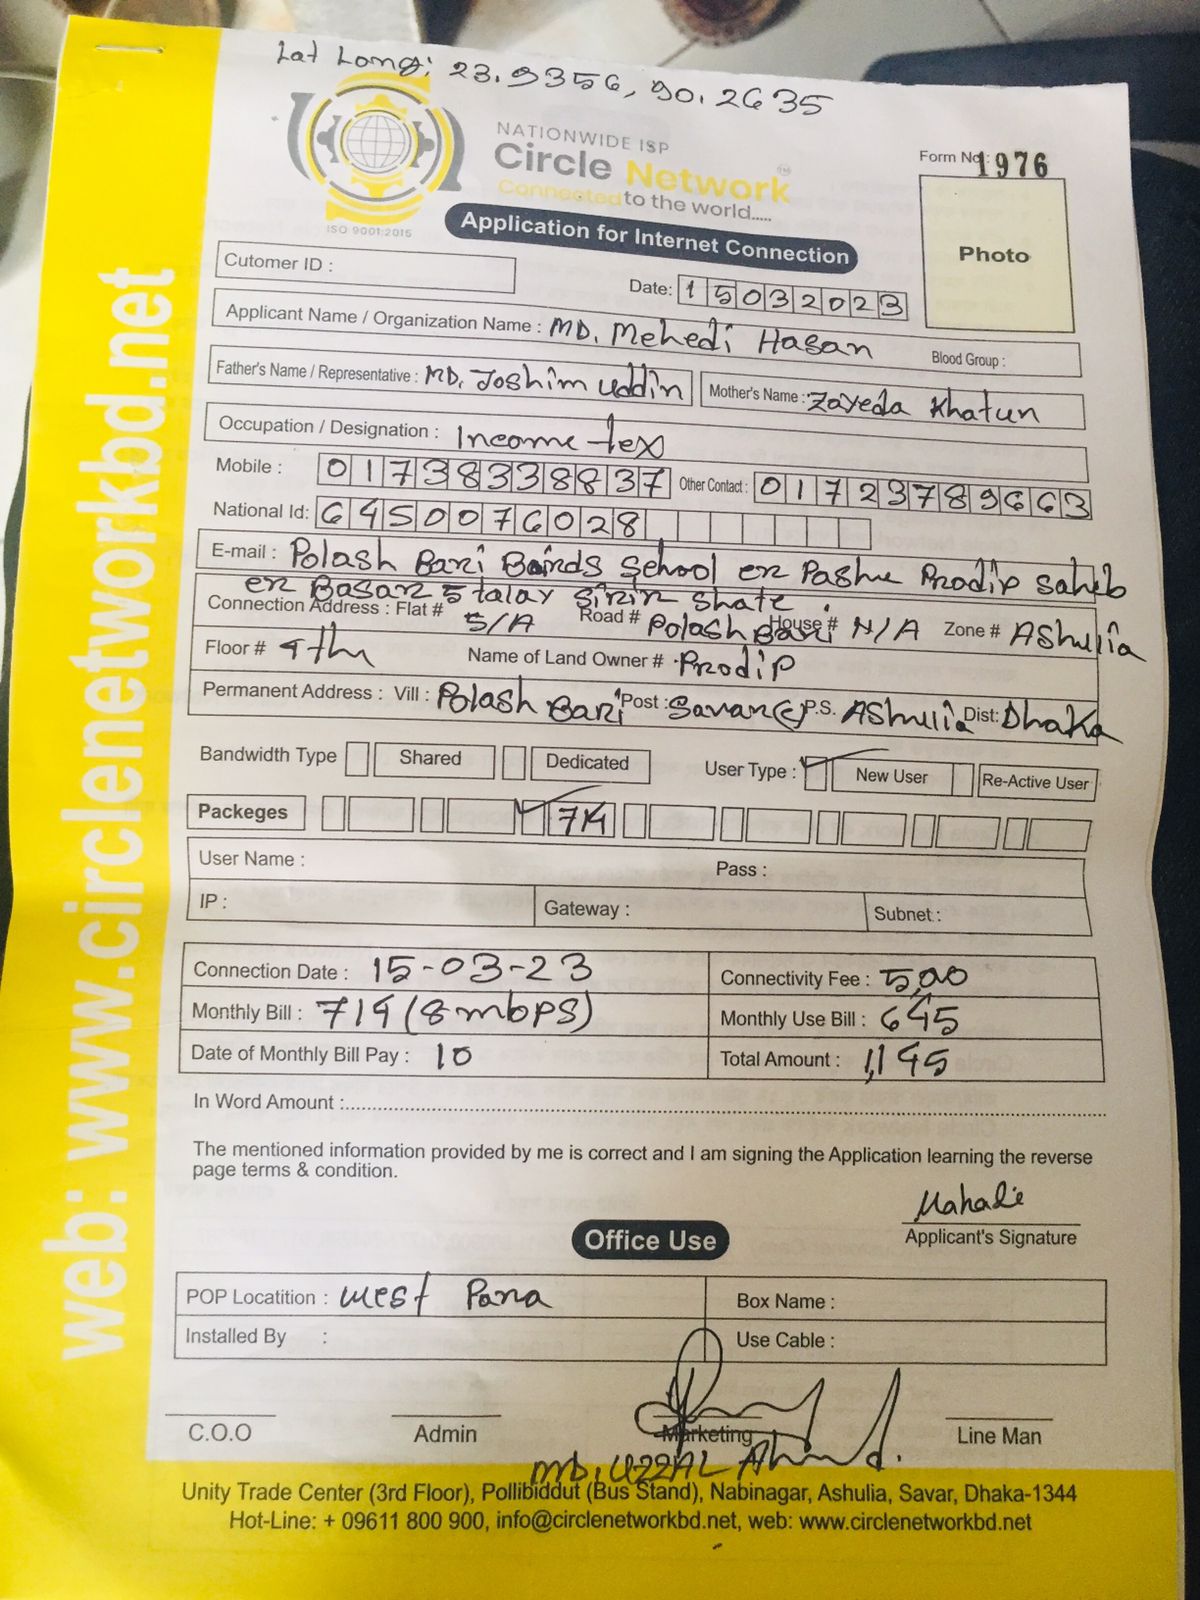 Lat Long: 23.9356, 90.2635
NATIONWIDE ISP
Circle Network™
Connected to the world.....
ISO 9001:2015
Form No: 1976
Application for Internet Connection
Photo
Cutomer ID :
Date: 15032023
Applicant Name / Organization Name : MD. Mehedi Hasan Blood Group :
Father's Name / Representative : MD. Joshim uddin Mother's Name : Zayeda Khatun
Occupation / Designation : Income tex
Mobile : 01738338837 Other Contact : 01723789663
National Id: 6450076028
E-mail : Polash Bari Bairds School er Pashe Prodip Saheb
er Basar 5 talay sirir shate.
Connection Address : Flat # 5/A Road # Polash Bari House # N/A Zone # AShulia
Floor # 4th Name of Land Owner # Prodip
Permanent Address : Vill : Polash Bari Post : Savar P.S. AShulia Dist: Dhaka
Bandwidth Type Shared Dedicated User Type : New User Re-Active User
Packeges 714
User Name : Pass :
IP : Gateway : Subnet :
Connection Date : 15-03-23 Connectivity Fee : 500
Monthly Bill : 714 (8 mbps) Monthly Use Bill : 645
Date of Monthly Bill Pay : 10 Total Amount : 1,145
In Word Amount :
The mentioned information provided by me is correct and I am signing the Application learning the reverse
page terms & condition.
Mahadi
Applicant's Signature
Office Use
POP Locatition : west Para Box Name :
Installed By : Use Cable :
C.O.O Admin Marketing Line Man
MD. UZZAL Ahmed.
Unity Trade Center (3rd Floor), Pollibiddut (Bus Stand), Nabinagar, Ashulia, Savar, Dhaka-1344
Hot-Line: + 09611 800 900, info@circlenetworkbd.net, web: www.circlenetworkbd.net
web: www.circlenetworkbd.net